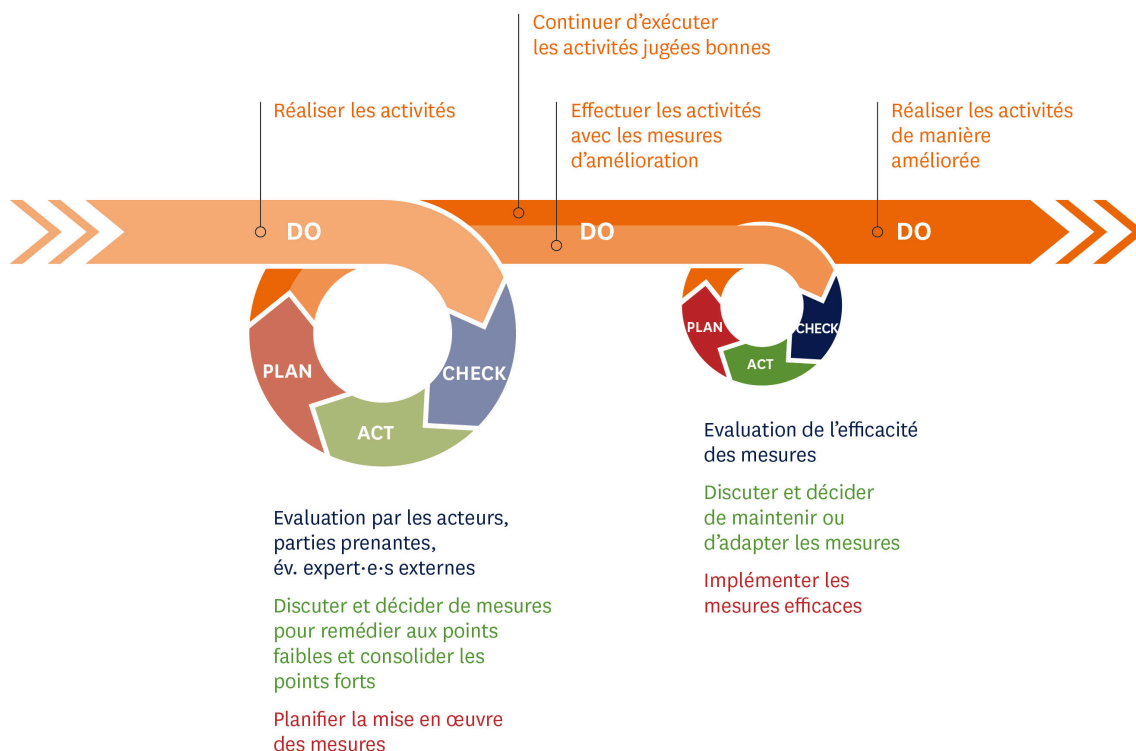 Continuer d’exécuter
les activités jugées bonnes
Réaliser les activités
Effectuer les activités
avec les mesures
d’amélioration
Réaliser les activités
de manière
améliorée
DO
DO
DO
PLAN
CHECK
ACT
PLAN
CHECK
ACT
Evaluation par les acteurs,
parties prenantes,
év. expert·e·s externes
Discuter et décider de mesures
pour remédier aux points
faibles et consolider les
points forts
Planifier la mise en œuvre
des mesures
Evaluation de l’efficacité
des mesures
Discuter et décider
de maintenir ou
d’adapter les mesures
Implémenter les
mesures efficaces